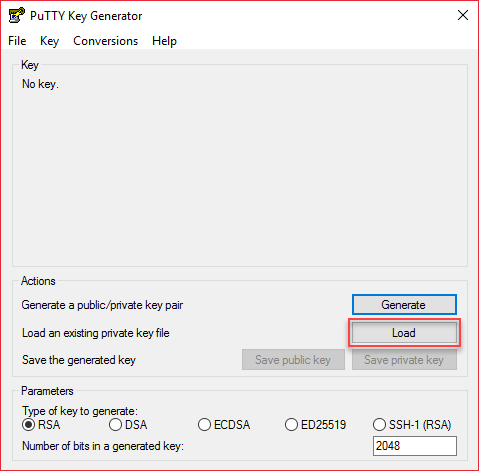 PuTTY Key Generator
File Key Conversions Help
Key
No key.
Actions
Generate a public/private key pair Generate
Load an existing private key file Load
Save the generated key Save public key Save private key
Parameters
Type of key to generate:
RSA DSA ECDSA ED25519 SSH-1 (RSA)
Number of bits in a generated key: 2048